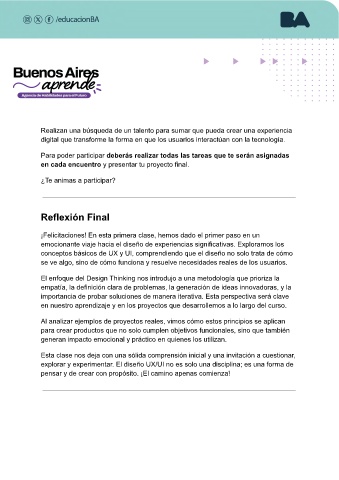 /educacionBA
BA
Buenos Aires
aprende
Agencia de Habilidades para el Futuro
Realizan una búsqueda de un talento para sumar que pueda crear una experiencia
digital que transforme la forma en que los usuarios interactúan con la tecnología.
Para poder participar deberás realizar todas las tareas que te serán asignadas
en cada encuentro y presentar tu proyecto final.
¿Te animas a participar?
Reflexión Final
¡Felicitaciones! En esta primera clase, hemos dado el primer paso en un
emocionante viaje hacia el diseño de experiencias significativas. Exploramos los
conceptos básicos de UX y UI, comprendiendo que el diseño no solo trata de cómo
se ve algo, sino de cómo funciona y resuelve necesidades reales de los usuarios.
El enfoque del Design Thinking nos introdujo a una metodología que prioriza la
empatía, la definición clara de problemas, la generación de ideas innovadoras, y la
importancia de probar soluciones de manera iterativa. Esta perspectiva será clave
en nuestro aprendizaje y en los proyectos que desarrollemos a lo largo del curso.
Al analizar ejemplos de proyectos reales, vimos cómo estos principios se aplican
para crear productos que no solo cumplen objetivos funcionales, sino que también
generan impacto emocional y práctico en quienes los utilizan.
Esta clase nos deja con una sólida comprensión inicial y una invitación a cuestionar,
explorar y experimentar. El diseño UX/UI no es solo una disciplina; es una forma de
pensar y de crear con propósito. ¡El camino apenas comienza!